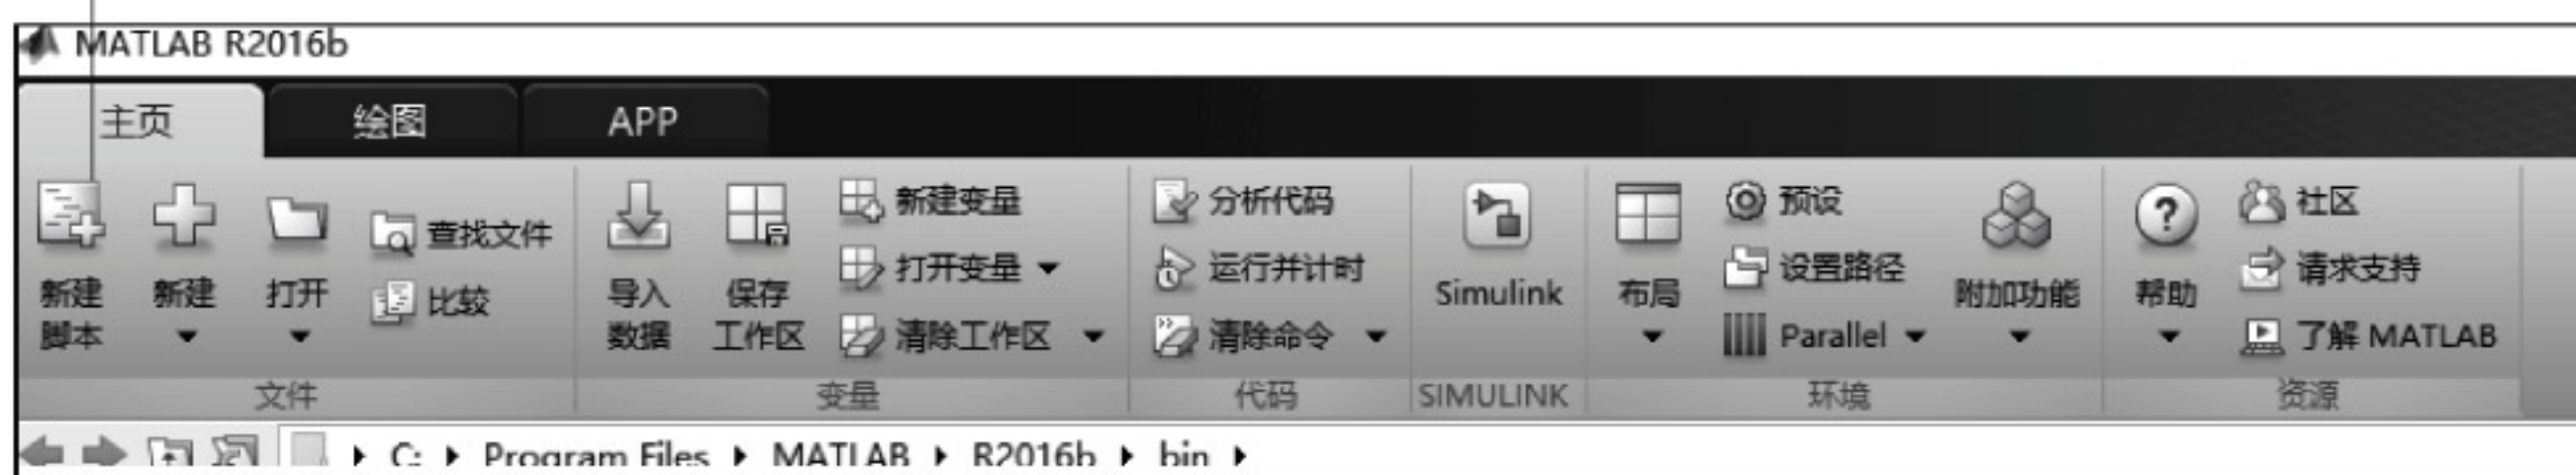 MATLAB R2016b
主页 绘图 APP
新建脚本 新建 打开 查找文件 比较
导入数据 保存工作区 新建变量 打开变量 清除工作区
分析代码 运行并计时 清除命令
Simulink
布局 预设 设置路径 Parallel 附加功能
帮助 社区 请求支持 了解 MATLAB
文件 变量 代码 SIMULINK 环境 资源
C: Program Files MATLAB R2016b bin